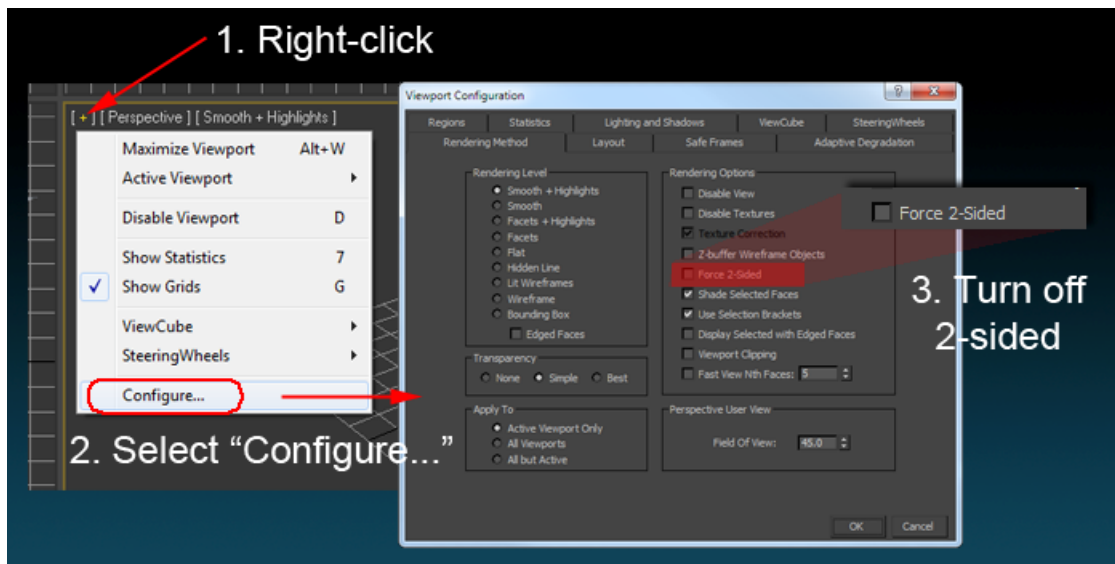 1. Right-click
[ + ] [ Perspective ] [ Smooth + Highlights ]
Maximize Viewport Alt+W
Active Viewport
Disable Viewport D
Show Statistics 7
Show Grids G
ViewCube
SteeringWheels
Configure...
2. Select “Configure...”
Viewport Configuration
Regions Statistics Lighting and Shadows ViewCube SteeringWheels
Rendering Method Layout Safe Frames Adaptive Degradation
Rendering Level
Smooth + Highlights
Smooth
Facets + Highlights
Facets
Flat
Hidden Line
Lit Wireframes
Wireframe
Bounding Box
Edged Faces
Transparency
None Simple Best
Apply To
Active Viewport Only
All Viewports
All but Active
Rendering Options
Disable View
Disable Textures
Texture Correction
Z-buffer Wireframe Objects
Force 2-Sided
Shade Selected Faces
Use Selection Brackets
Display Selected with Edged Faces
Viewport Clipping
Fast View Nth Faces: 5
Perspective User View
Field Of View: 45.0
OK Cancel
Force 2-Sided
3. Turn off
2-sided